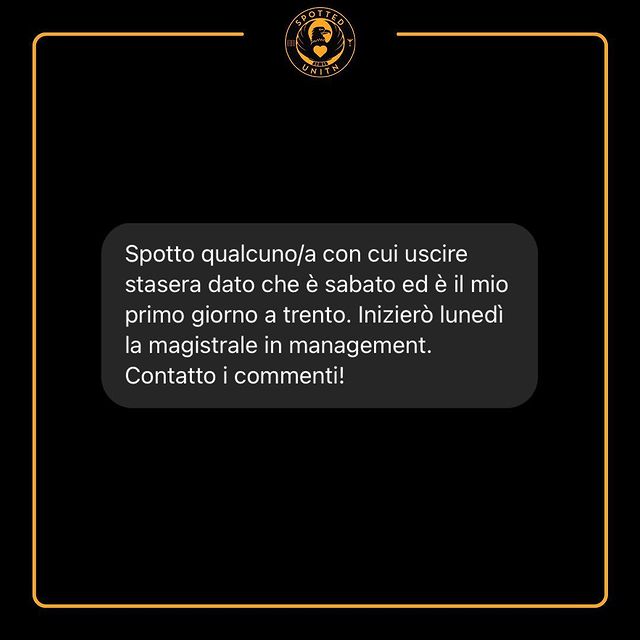 SPOTTED
UNITN
Spotto qualcuno/a con cui uscire
stasera dato che è sabato ed è il mio
primo giorno a trento. Inizierò lunedì
la magistrale in management.
Contatto i commenti!